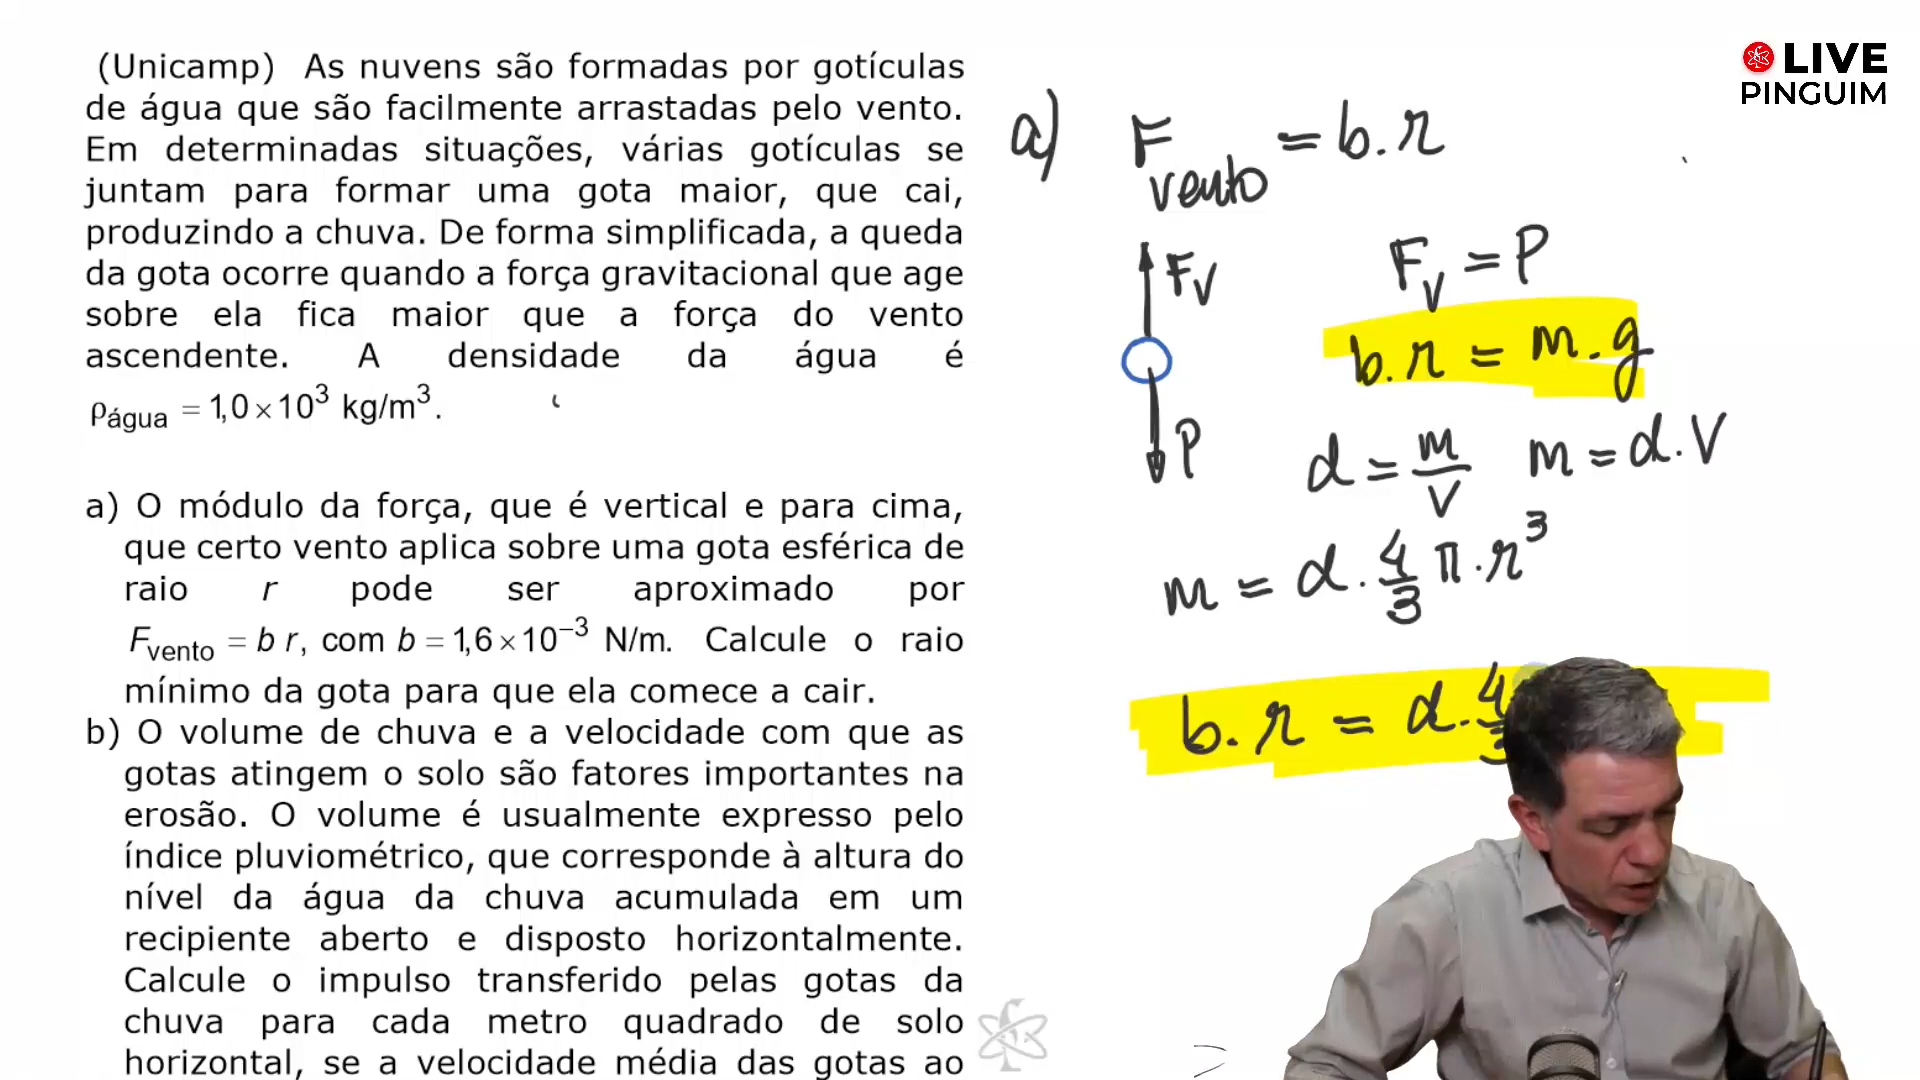 (Unicamp) As nuvens são formadas por gotículas
de água que são facilmente arrastadas pelo vento.
Em determinadas situações, várias gotículas se
juntam para formar uma gota maior, que cai,
produzindo a chuva. De forma simplificada, a queda
da gota ocorre quando a força gravitacional que age
sobre ela fica maior que a força do vento
ascendente. A densidade da água é
ρágua = 1,0 × 10³ kg/m³.
a) O módulo da força, que é vertical e para cima,
que certo vento aplica sobre uma gota esférica de
raio r pode ser aproximado por
Fvento = b r, com b = 1,6 × 10⁻³ N/m. Calcule o raio
mínimo da gota para que ela comece a cair.
b) O volume de chuva e a velocidade com que as
gotas atingem o solo são fatores importantes na
erosão. O volume é usualmente expresso pelo
índice pluviométrico, que corresponde à altura do
nível da água da chuva acumulada em um
recipiente aberto e disposto horizontalmente.
Calcule o impulso transferido pelas gotas da
chuva para cada metro quadrado de solo
horizontal, se a velocidade média das gotas ao
LIVE
PINGUIM
a) Fvento = b.r
Fv
Fv = P
b.r = m.g
P
d = m/V m = d.V
m = d.4/3 π.r³
b.r = d.4/3